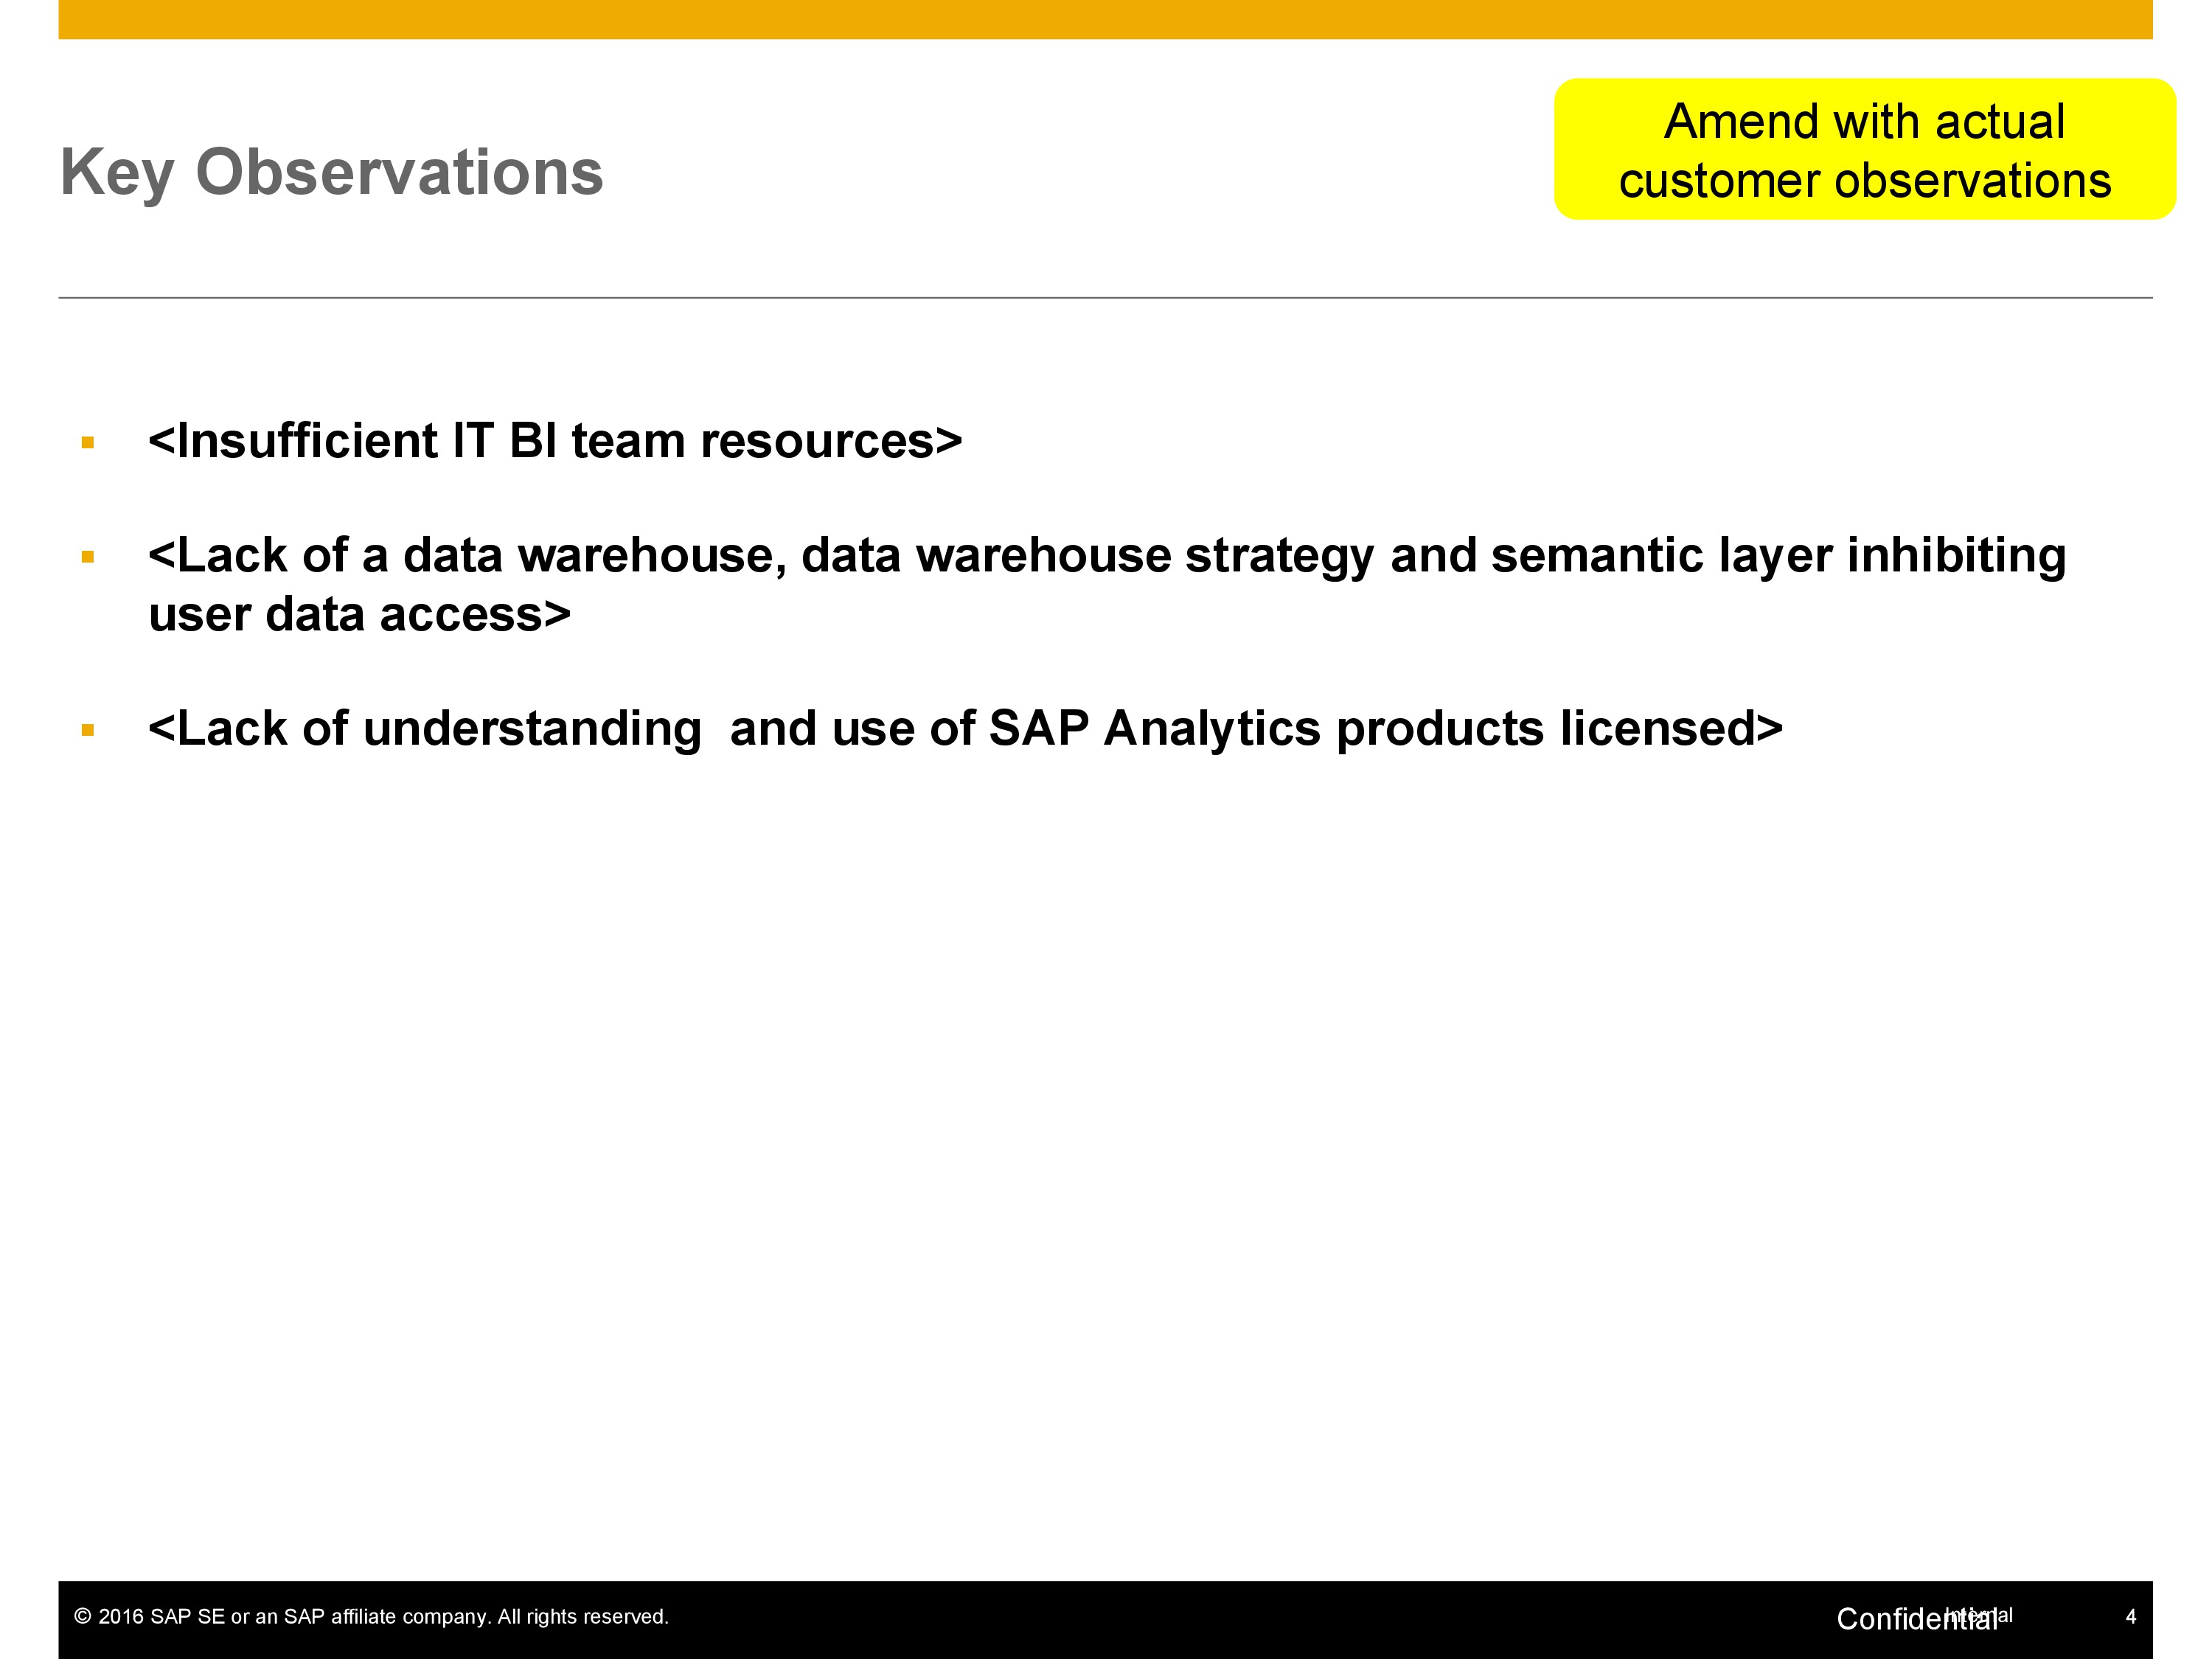 Amend with actual
customer observations
Key Observations
▪ <Insufficient IT BI team resources>
▪ <Lack of a data warehouse, data warehouse strategy and semantic layer inhibiting
user data access>
▪ <Lack of understanding  and use of SAP Analytics products licensed>
© 2016 SAP SE or an SAP affiliate company. All rights reserved.
Confidential
Internal
4